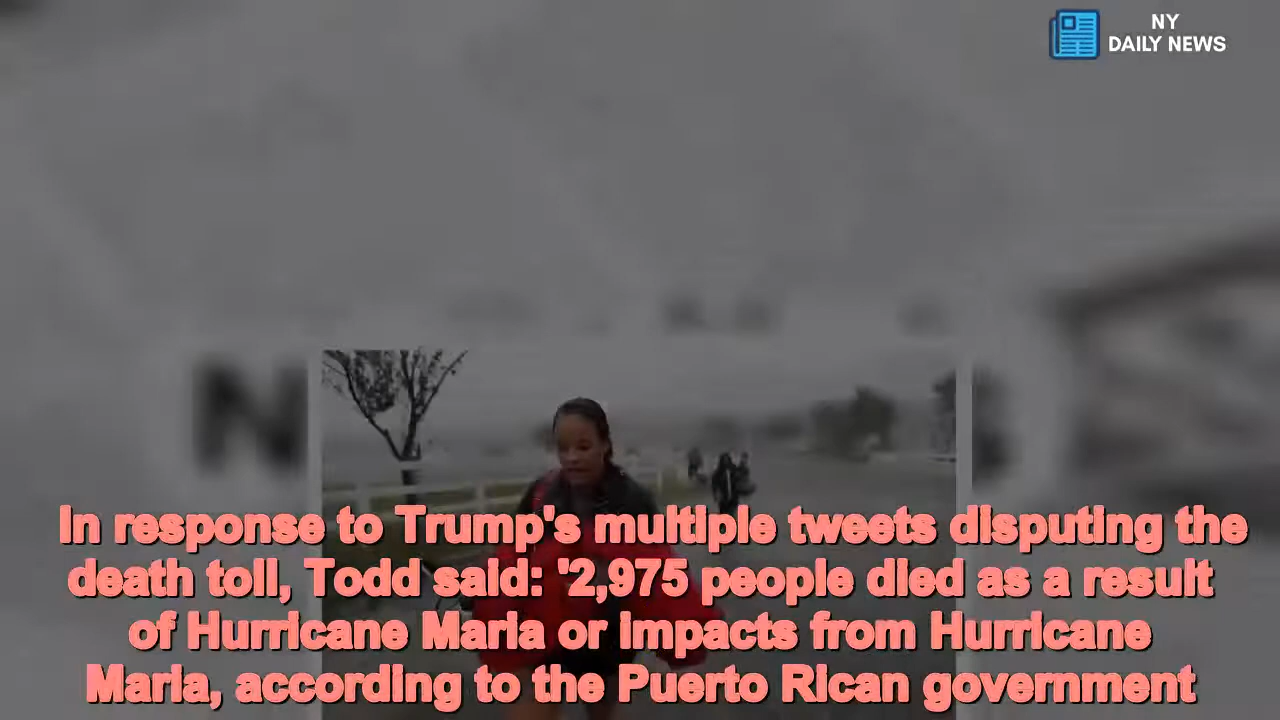 NY
DAILY NEWS
N
In response to Trump's multiple tweets disputing the
death toll, Todd said: '2,975 people died as a result
of Hurricane Maria or impacts from Hurricane
Maria, according to the Puerto Rican government